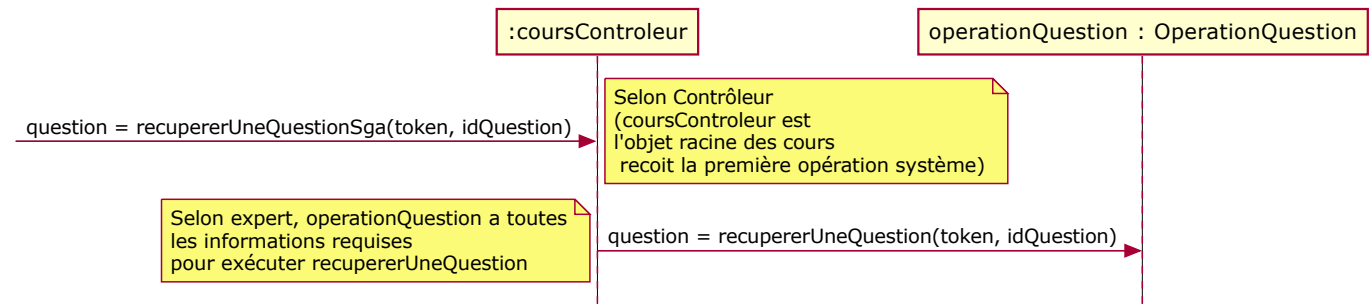 :coursControleur
operationQuestion : OperationQuestion
question = recupererUneQuestionSga(token, idQuestion)
Selon Contrôleur
(coursControleur est
l'objet racine des cours
recoit la première opération système)
Selon expert, operationQuestion a toutes
les informations requises
pour exécuter recupererUneQuestion
question = recupererUneQuestion(token, idQuestion)